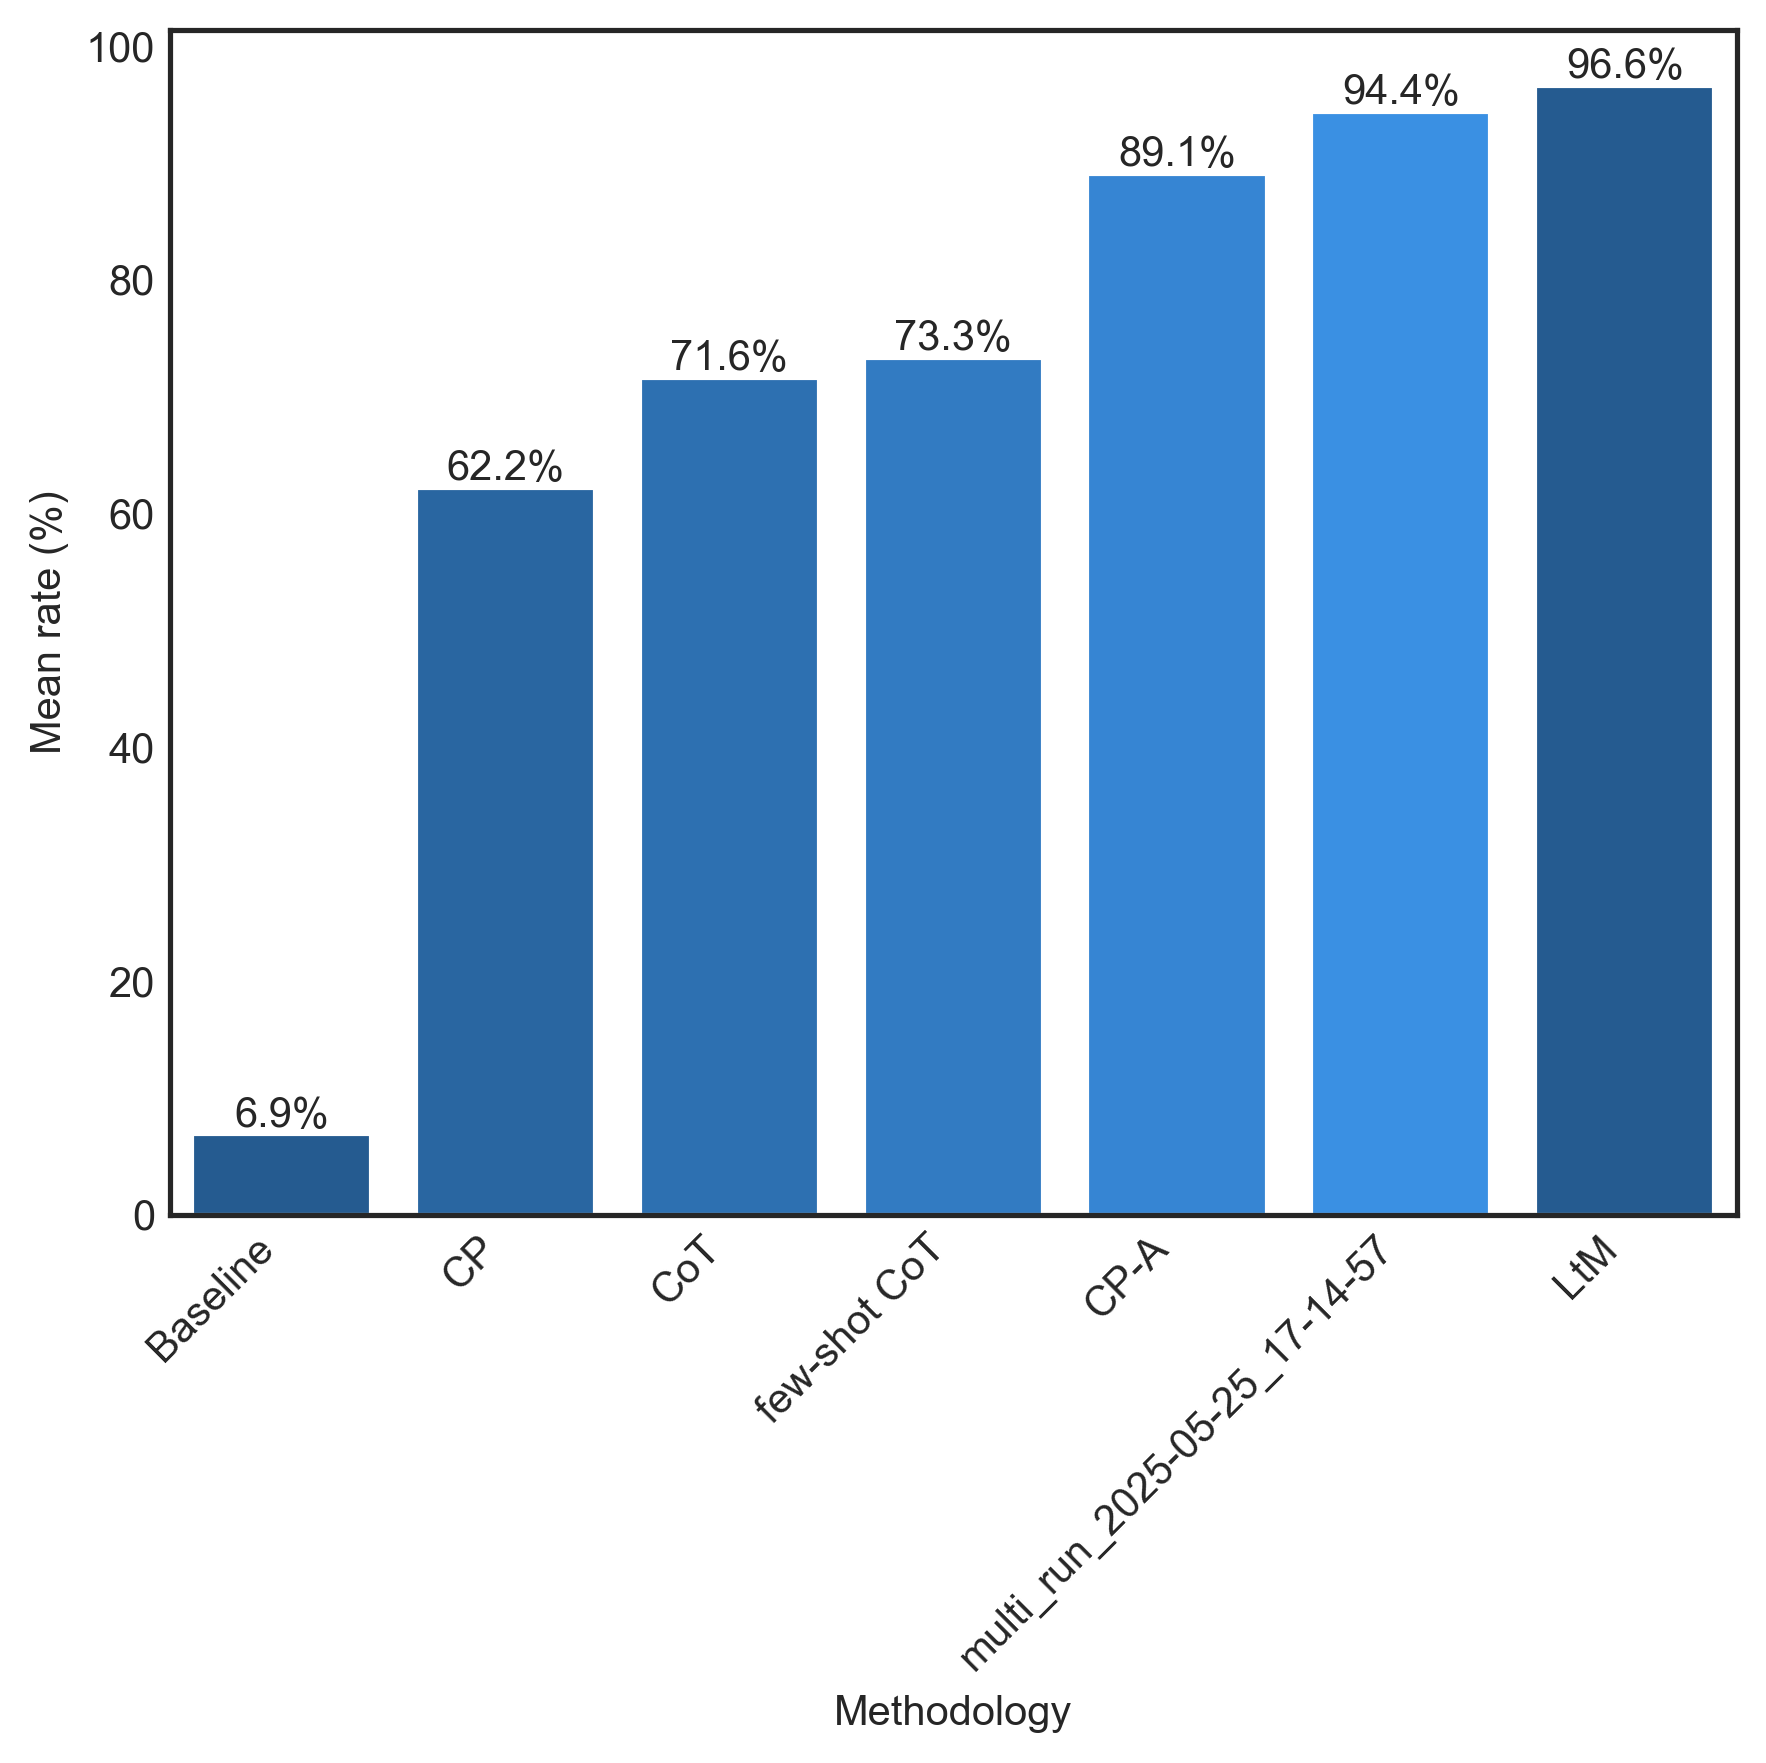 100
80
60
40
20
0
Mean rate (%)
6.9%
62.2%
71.6%
73.3%
89.1%
94.4%
96.6%
Baseline
CP
CoT
few-shot CoT
CP-A
multi_run_2025-05-25_17-14-57
LtM
Methodology